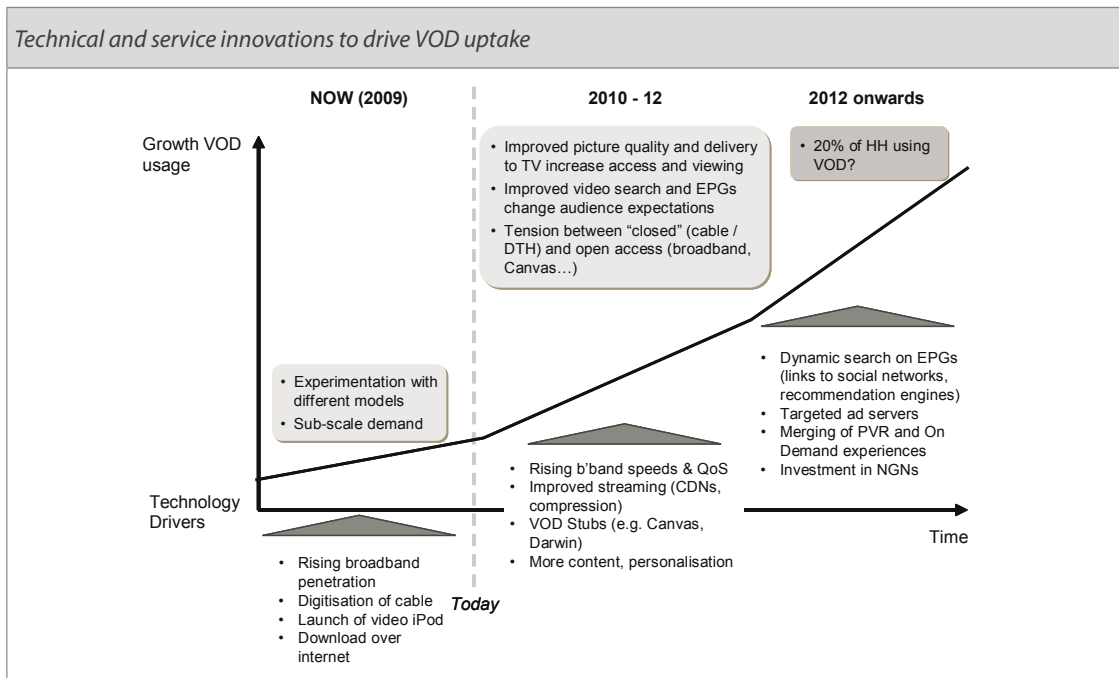 Technical and service innovations to drive VOD uptake
NOW (2009)
2010 - 12
2012 onwards
Growth VOD
usage
• Improved picture quality and delivery
to TV increase access and viewing
• Improved video search and EPGs
change audience expectations
• Tension between “closed” (cable /
DTH) and open access (broadband,
Canvas…)
• 20% of HH using
VOD?
• Experimentation with
different models
• Sub-scale demand
• Dynamic search on EPGs
(links to social networks,
recommendation engines)
• Targeted ad servers
• Merging of PVR and On
Demand experiences
• Investment in NGNs
• Rising b'band speeds & QoS
• Improved streaming (CDNs,
compression)
• VOD Stubs (e.g. Canvas,
Darwin)
• More content, personalisation
Technology
Drivers
Time
• Rising broadband
penetration
• Digitisation of cable
• Launch of video iPod
• Download over
internet
Today